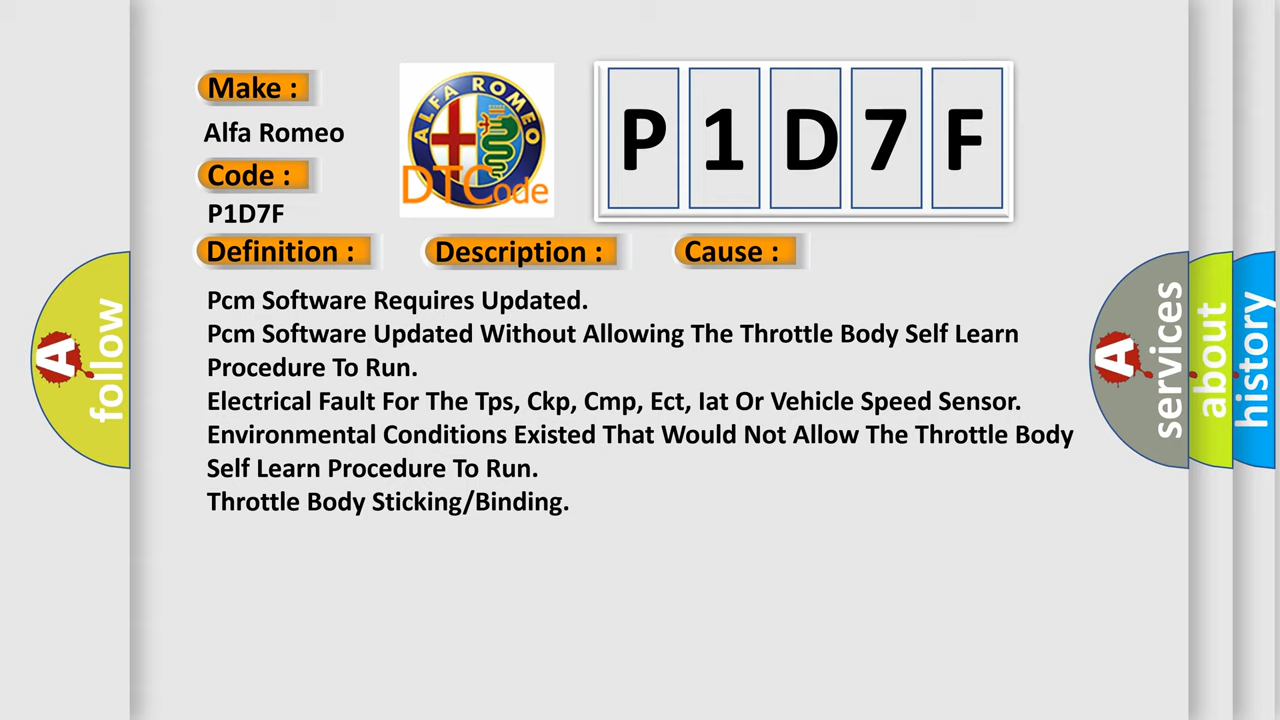 Make :
Alfa Romeo
Code :
P1D7F
ALFA ROMEO
DTCode
P 1 D 7 F
Definition :
Description :
Cause :
Pcm Software Requires Updated.
Pcm Software Updated Without Allowing The Throttle Body Self Learn
Procedure To Run.
Electrical Fault For The Tps, Ckp, Cmp, Ect, Iat Or Vehicle Speed Sensor.
Environmental Conditions Existed That Would Not Allow The Throttle Body
Self Learn Procedure To Run.
Throttle Body Sticking/Binding.
A
follow
A
services
about
history